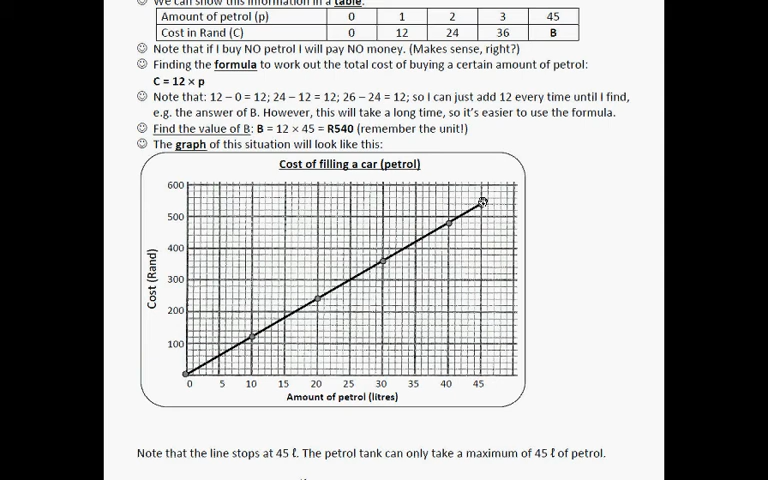 ☺ We can show this information in a table:
Amount of petrol (p) 0 1 2 3 45
Cost in Rand (C) 0 12 24 36 B
☺ Note that if I buy NO petrol I will pay NO money. (Makes sense, right?)
☺ Finding the formula to work out the total cost of buying a certain amount of petrol:
C = 12 × p
☺ Note that: 12 – 0 = 12; 24 – 12 = 12; 26 – 24 = 12; so I can just add 12 every time until I find,
e.g. the answer of B. However, this will take a long time, so it's easier to use the formula.
☺ Find the value of B: B = 12 × 45 = R540 (remember the unit!)
☺ The graph of this situation will look like this:
Cost of filling a car (petrol)
600
500
400
300
200
100
Cost (Rand)
0 5 10 15 20 25 30 35 40 45
Amount of petrol (litres)
Note that the line stops at 45 ℓ. The petrol tank can only take a maximum of 45 ℓ of petrol.